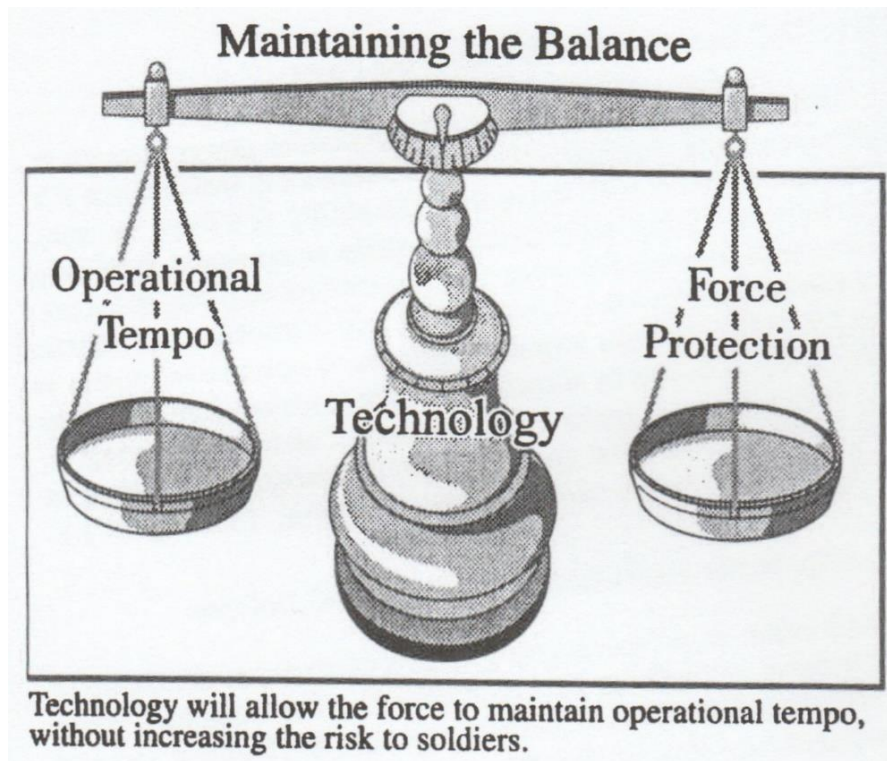 Maintaining the Balance
Operational
Tempo
Force
Protection
Technology
Technology will allow the force to maintain operational tempo,
without increasing the risk to soldiers.